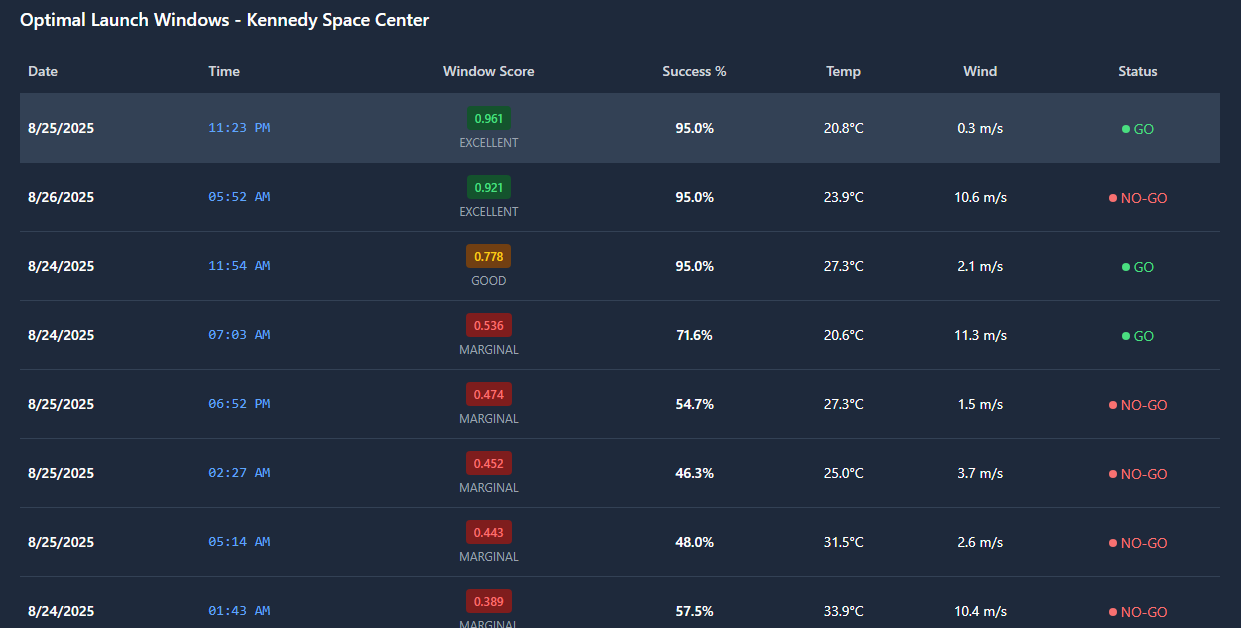 Optimal Launch Windows - Kennedy Space Center
Date Time Window Score Success % Temp Wind Status
8/25/2025 11:23 PM 0.961 EXCELLENT 95.0% 20.8°C 0.3 m/s GO
8/26/2025 05:52 AM 0.921 EXCELLENT 95.0% 23.9°C 10.6 m/s NO-GO
8/24/2025 11:54 AM 0.778 GOOD 95.0% 27.3°C 2.1 m/s GO
8/24/2025 07:03 AM 0.536 MARGINAL 71.6% 20.6°C 11.3 m/s GO
8/25/2025 06:52 PM 0.474 MARGINAL 54.7% 27.3°C 1.5 m/s NO-GO
8/25/2025 02:27 AM 0.452 MARGINAL 46.3% 25.0°C 3.7 m/s NO-GO
8/25/2025 05:14 AM 0.443 MARGINAL 48.0% 31.5°C 2.6 m/s NO-GO
8/24/2025 01:43 AM 0.389 MARGINAL 57.5% 33.9°C 10.4 m/s NO-GO